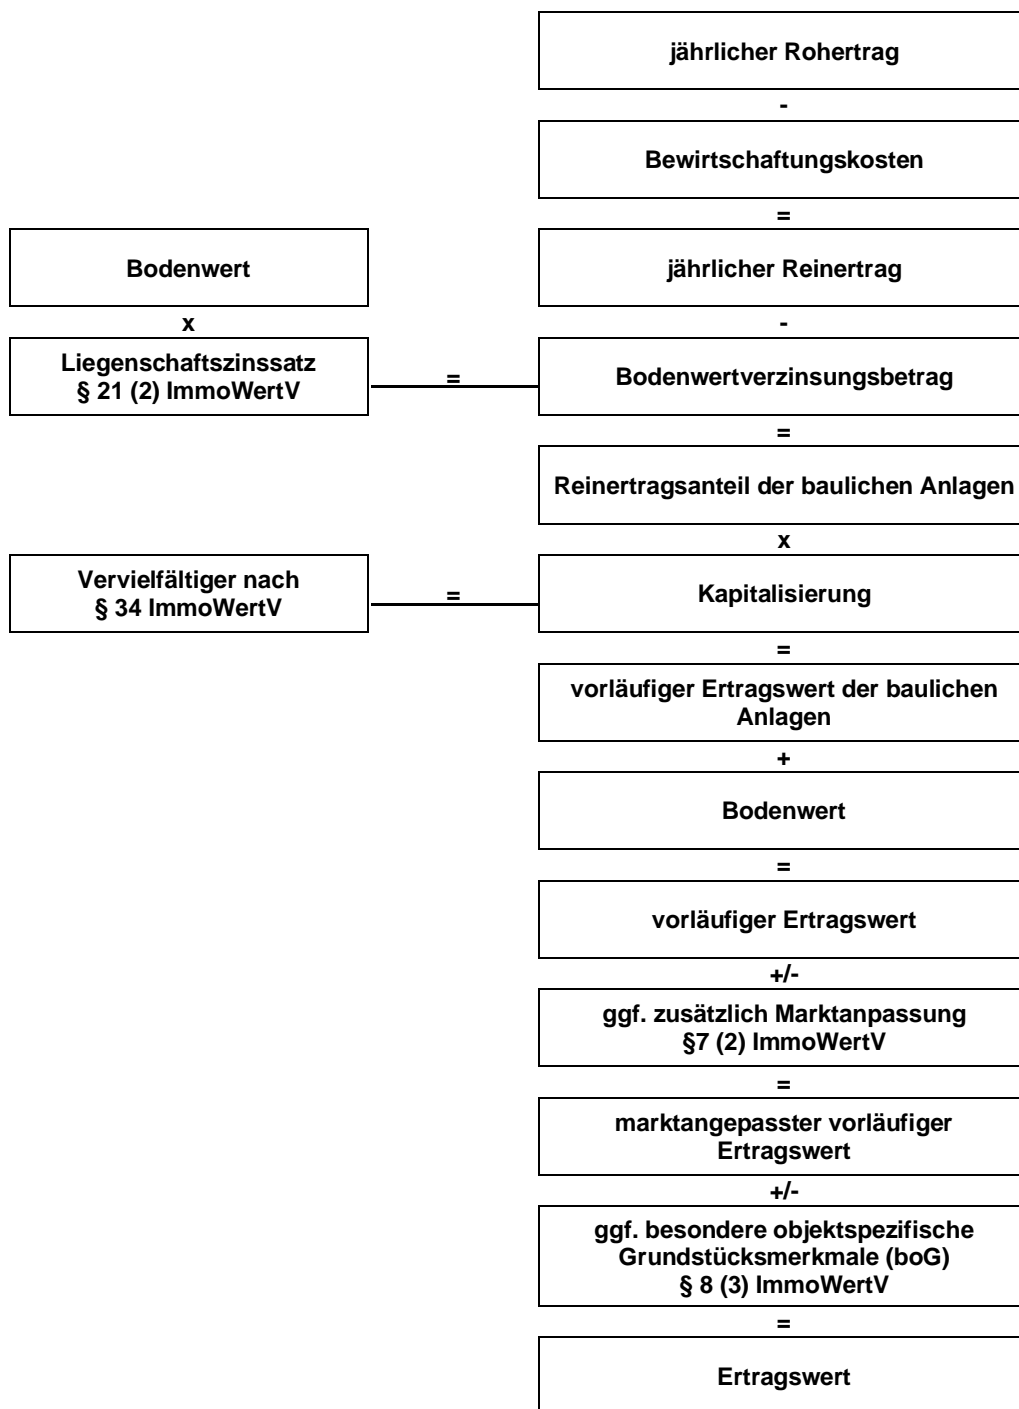 jährlicher Rohertrag
-
Bewirtschaftungskosten
=
Bodenwert
jährlicher Reinertrag
x
-
Liegenschaftszinssatz
§ 21 (2) ImmoWertV
=
Bodenwertverzinsungsbetrag
=
Reinertragsanteil der baulichen Anlagen
x
Vervielfältiger nach
§ 34 ImmoWertV
=
Kapitalisierung
=
vorläufiger Ertragswert der baulichen
Anlagen
+
Bodenwert
=
vorläufiger Ertragswert
+/-
ggf. zusätzlich Marktanpassung
§7 (2) ImmoWertV
=
marktangepasster vorläufiger
Ertragswert
+/-
ggf. besondere objektspezifische
Grundstücksmerkmale (boG)
§ 8 (3) ImmoWertV
=
Ertragswert